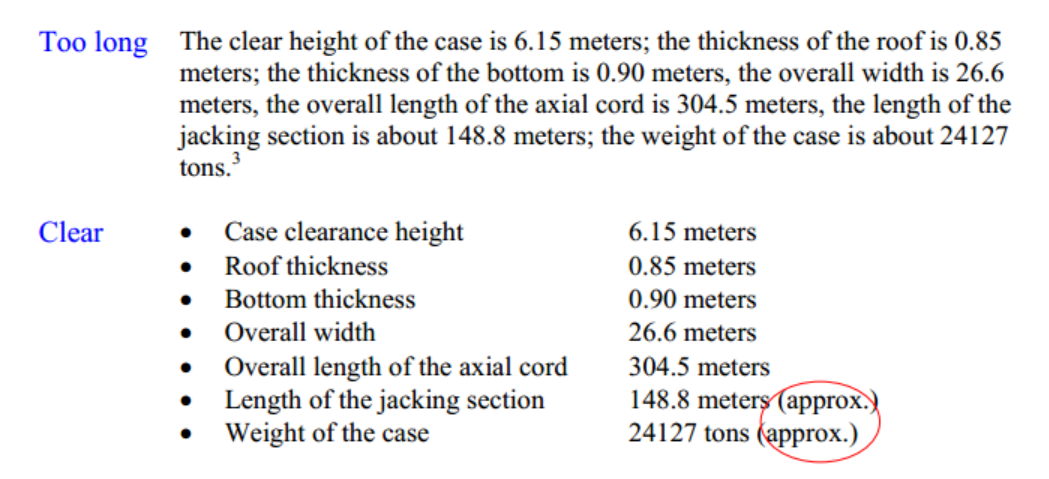 Too long The clear height of the case is 6.15 meters; the thickness of the roof is 0.85
meters; the thickness of the bottom is 0.90 meters, the overall width is 26.6
meters, the overall length of the axial cord is 304.5 meters, the length of the
jacking section is about 148.8 meters; the weight of the case is about 24127
tons.3
Clear • Case clearance height 6.15 meters
• Roof thickness 0.85 meters
• Bottom thickness 0.90 meters
• Overall width 26.6 meters
• Overall length of the axial cord 304.5 meters
• Length of the jacking section 148.8 meters (approx.)
• Weight of the case 24127 tons (approx.)